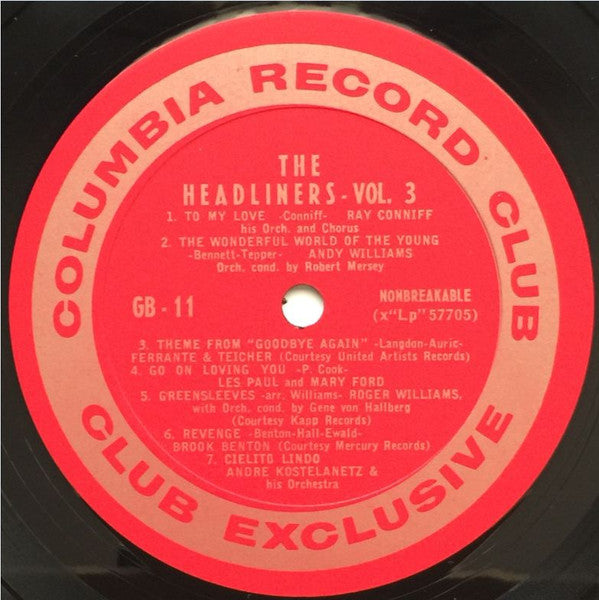 COLUMBIA RECORD CLUB
THE
HEADLINERS - VOL. 3
1. TO MY LOVE -Conniff- RAY CONNIFF
his Orch. and Chorus
2. THE WONDERFUL WORLD OF THE YOUNG
-Bennett-Tepper- ANDY WILLIAMS
Orch. cond. by Robert Mersey
GB - 11
NONBREAKABLE
(x"Lp"57705)
3. THEME FROM "GOODBYE AGAIN" -Langdon-Auric-
FERRANTE & TEICHER (Courtesy United Artists Records)
4. GO ON LOVING YOU -P. Cook-
LES PAUL and MARY FORD
5. GREENSLEEVES -arr. Williams- ROGER WILLIAMS,
with Orch. cond. by Gene von Hallberg
(Courtesy Kapp Records)
6. REVENGE -Benton-Hall-Ewald-
BROOK BENTON (Courtesy Mercury Records)
7. CIELITO LINDO
ANDRE KOSTELANETZ &
his Orchestra
CLUB EXCLUSIVE